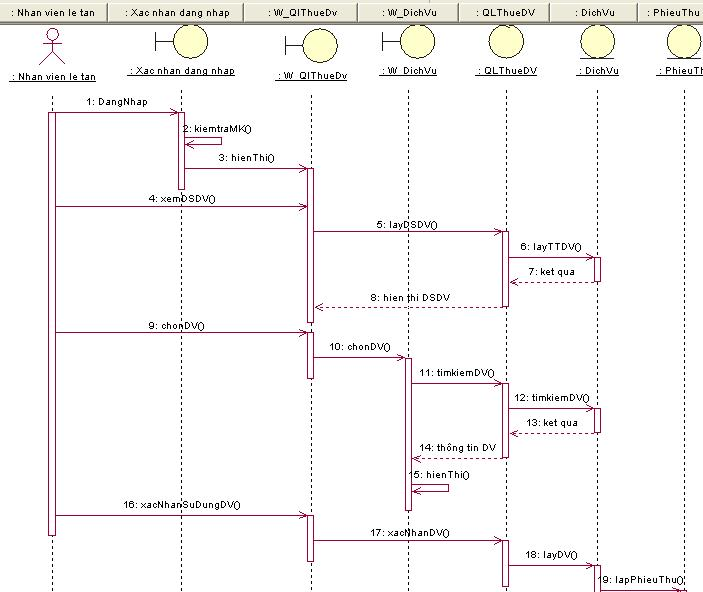 : Nhan vien le tan
: Xac nhan dang nhap
: W_QlThueDv
: W_DichVu
: QLThueDV
: DichVu
: PhieuThu
: Nhan vien le tan
: Xac nhan dang nhap
: W_QlThueDv
: W_DichVu
: QLThueDV
: DichVu
: PhieuTh
1: DangNhap
2: kiemtraMK()
3: hienThi()
4: xemDSDV()
5: layDSDV()
6: layTTDV()
7: ket qua
8: hien thi DSDV
9: chonDV()
10: chonDV()
11: timkiemDV()
12: timkiemDV()
13: ket qua
14: thông tin DV
15: hienThi()
16: xacNhanSuDungDV()
17: xacNhanDV()
18: layDV()
19: lapPhieuThu()